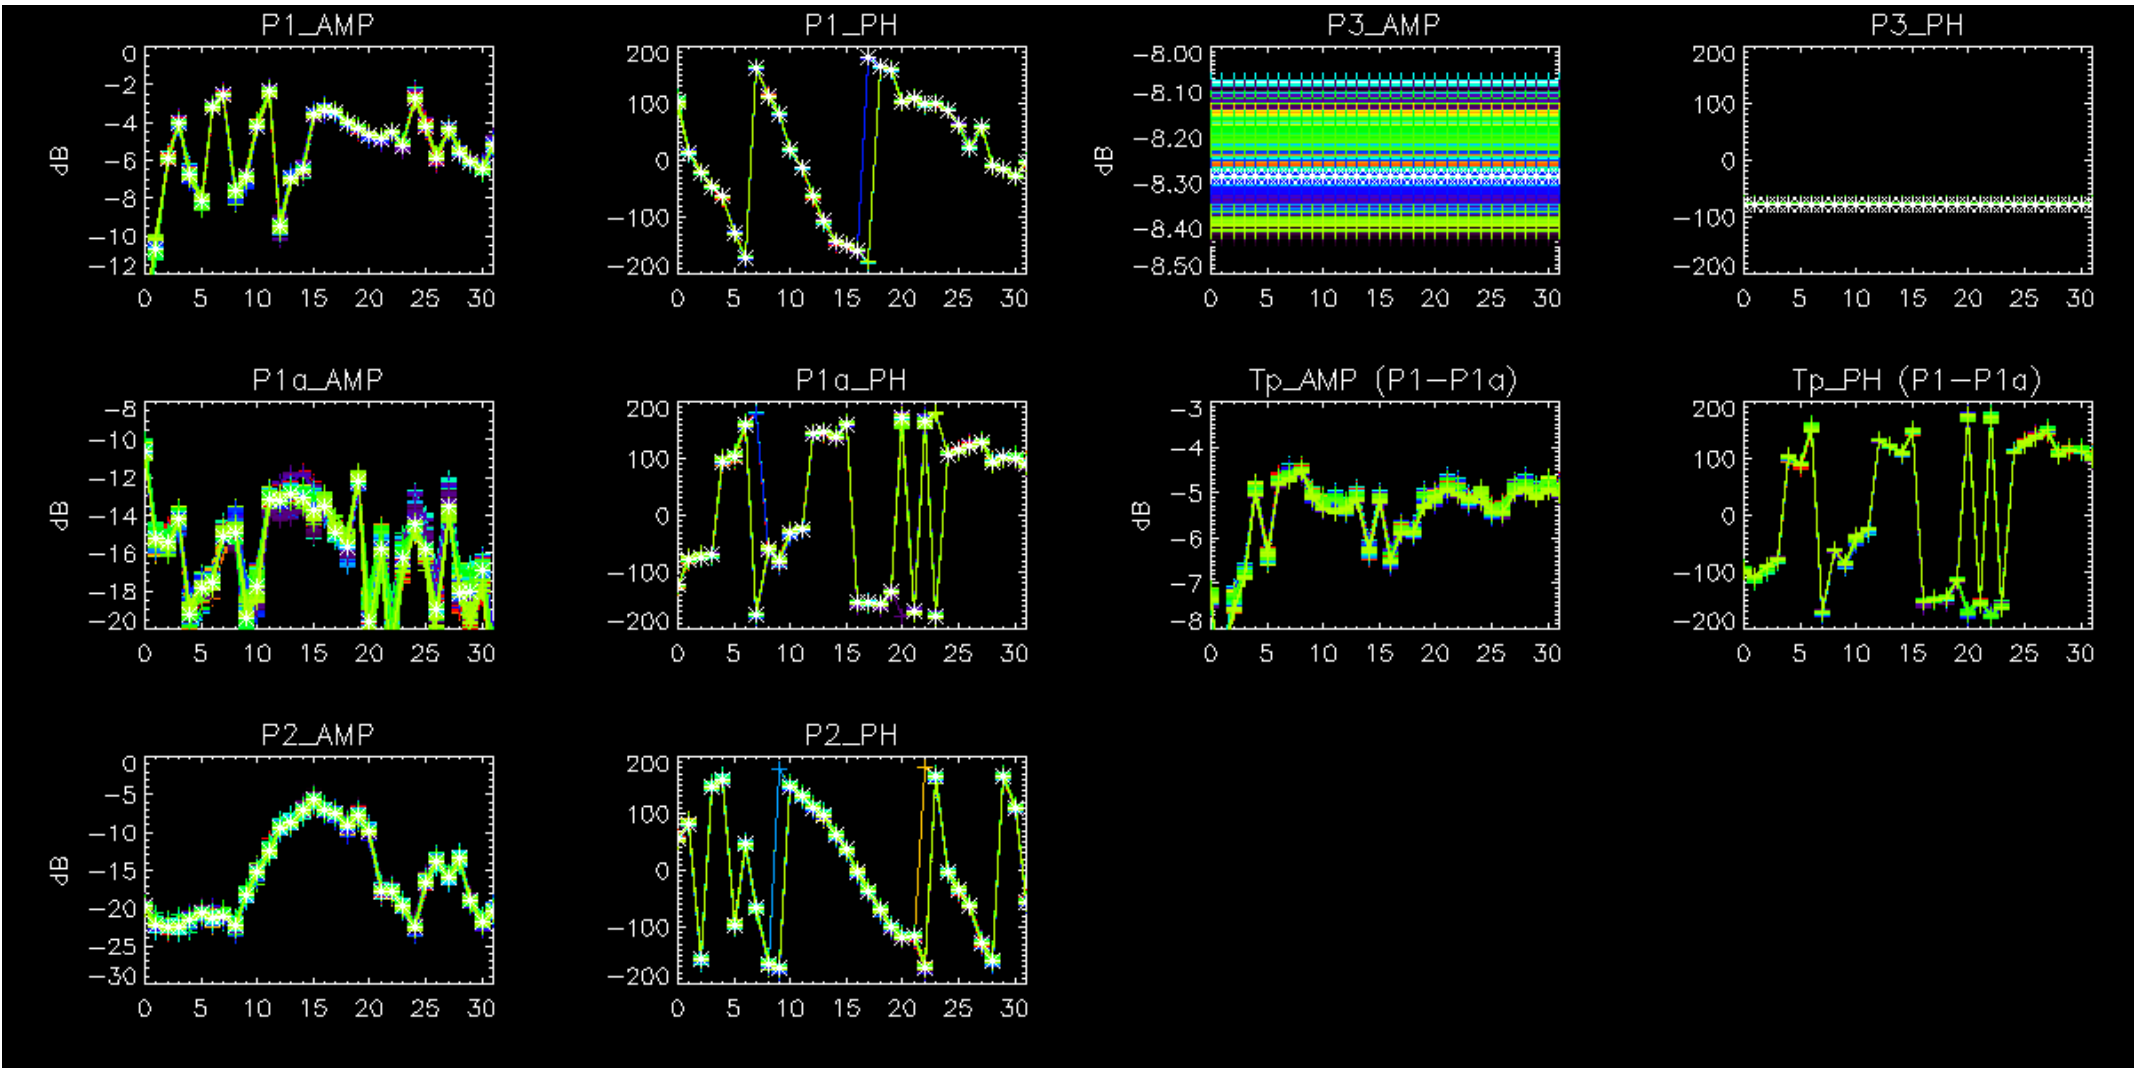 P1_AMP
0
−2
−4
−6
−8
−10
−12
dB
0 5 10 15 20 25 30
P1_PH
200
100
0
−100
−200
0 5 10 15 20 25 30
P3_AMP
−8.00
−8.10
−8.20
−8.30
−8.40
−8.50
dB
0 5 10 15 20 25 30
P3_PH
200
100
0
−100
−200
0 5 10 15 20 25 30
P1a_AMP
−8
−10
−12
−14
−16
−18
−20
dB
0 5 10 15 20 25 30
P1a_PH
200
100
0
−100
−200
0 5 10 15 20 25 30
Tp_AMP (P1−P1a)
−3
−4
−5
−6
−7
−8
dB
0 5 10 15 20 25 30
Tp_PH (P1−P1a)
200
100
0
−100
−200
0 5 10 15 20 25 30
P2_AMP
0
−5
−10
−15
−20
−25
−30
dB
0 5 10 15 20 25 30
P2_PH
200
100
0
−100
−200
0 5 10 15 20 25 30